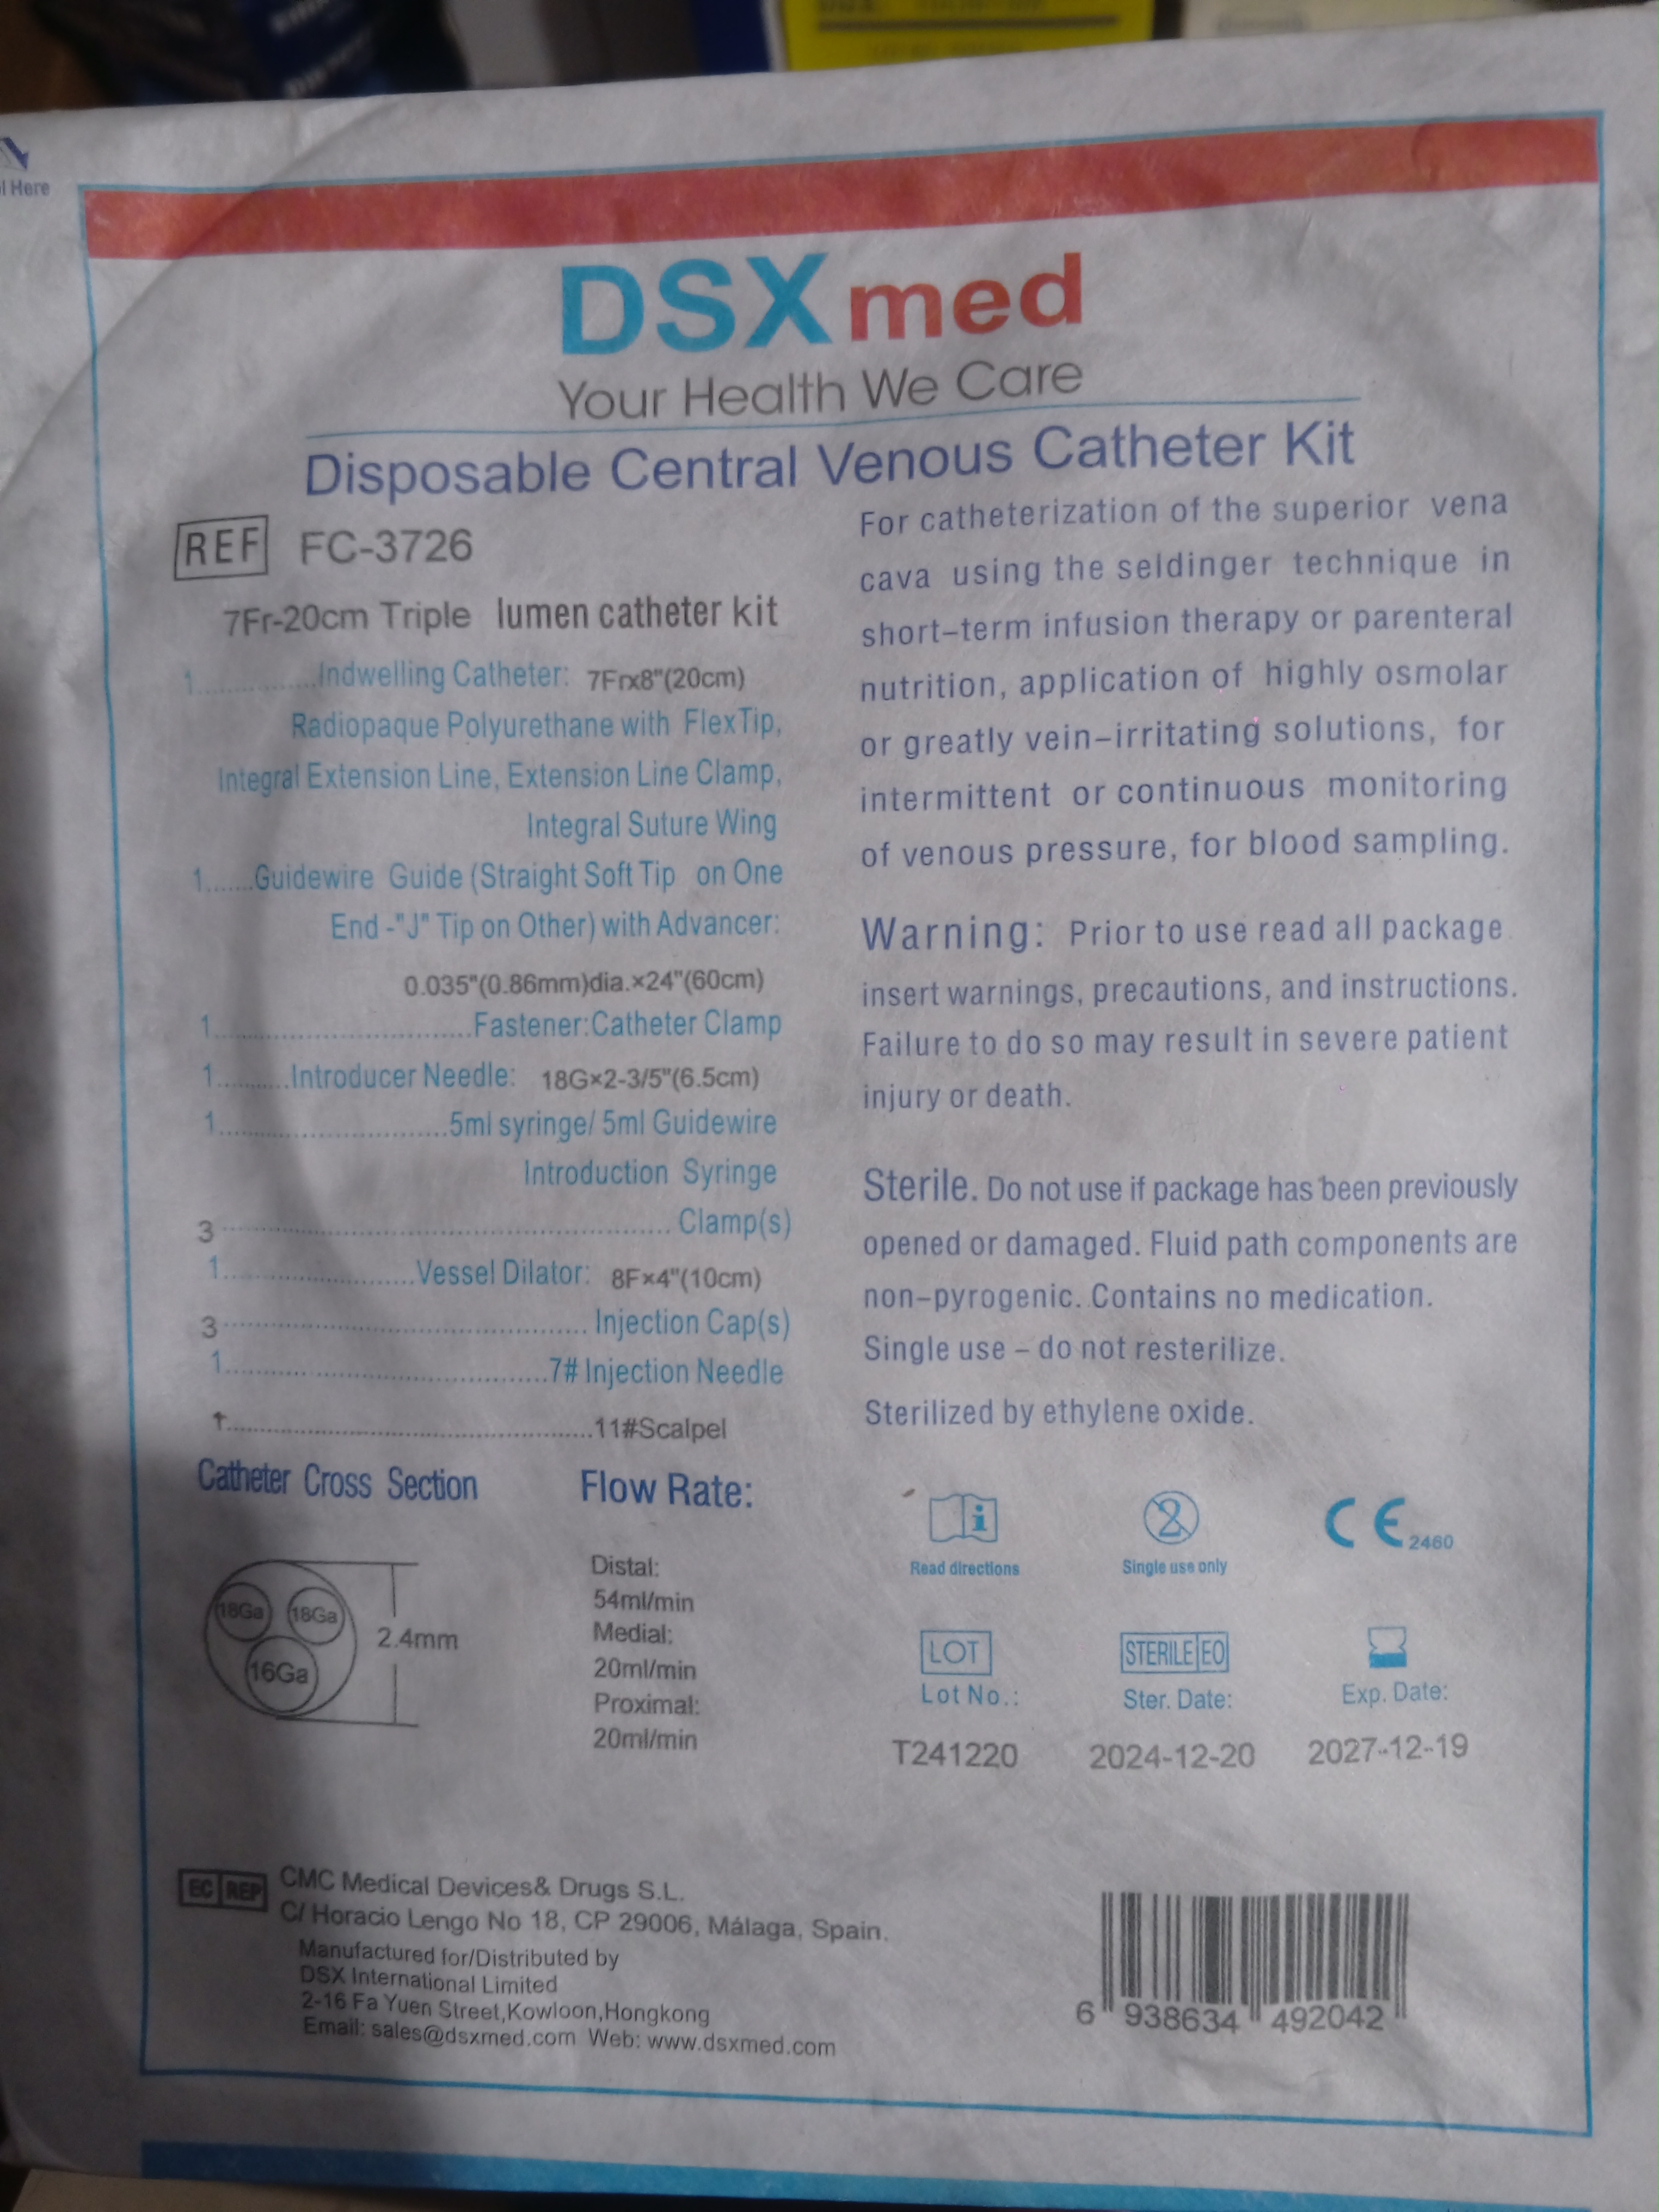 l Here
DSXmed
Your Health We Care
Disposable Central Venous Catheter Kit
REF FC-3726
7Fr-20cm Triple lumen catheter kit
1..............Indwelling Catheter: 7Frx8"(20cm)
Radiopaque Polyurethane with FlexTip,
Integral Extension Line, Extension Line Clamp,
Integral Suture Wing
1.......Guidewire Guide (Straight Soft Tip on One
End -"J" Tip on Other) with Advancer:
0.035"(0.86mm)dia.×24"(60cm)
1..............................Fastener:Catheter Clamp
1..........Introducer Needle: 18G×2-3/5"(6.5cm)
1..........................5ml syringe/ 5ml Guidewire
Introduction Syringe
3..................................................Clamp(s)
1.....................Vessel Dilator: 8F×4"(10cm)
3.........................................Injection Cap(s)
1.....................................7# Injection Needle
1..................................................11#Scalpel
Catheter Cross Section
18Ga 18Ga
16Ga
2.4mm
Flow Rate:
Distal:
54ml/min
Medial:
20ml/min
Proximal:
20ml/min
For catheterization of the superior vena
cava using the seldinger technique in
short-term infusion therapy or parenteral
nutrition, application of highly osmolar
or greatly vein-irritating solutions, for
intermittent or continuous monitoring
of venous pressure, for blood sampling.
Warning: Prior to use read all package
insert warnings, precautions, and instructions.
Failure to do so may result in severe patient
injury or death.
Sterile. Do not use if package has been previously
opened or damaged. Fluid path components are
non-pyrogenic. Contains no medication.
Single use - do not resterilize.
Sterilized by ethylene oxide.
i
Read directions
2
Single use only
CE 2460
LOT
Lot No.:
T241220
STERILE EO
Ster. Date:
2024-12-20
Exp. Date:
2027-12-19
EC REP
CMC Medical Devices& Drugs S.L.
C/ Horacio Lengo No 18, CP 29006, Málaga, Spain.
Manufactured for/Distributed by
DSX International Limited
2-16 Fa Yuen Street,Kowloon,Hongkong
Email: sales@dsxmed.com Web: www.dsxmed.com
6 938634 492042